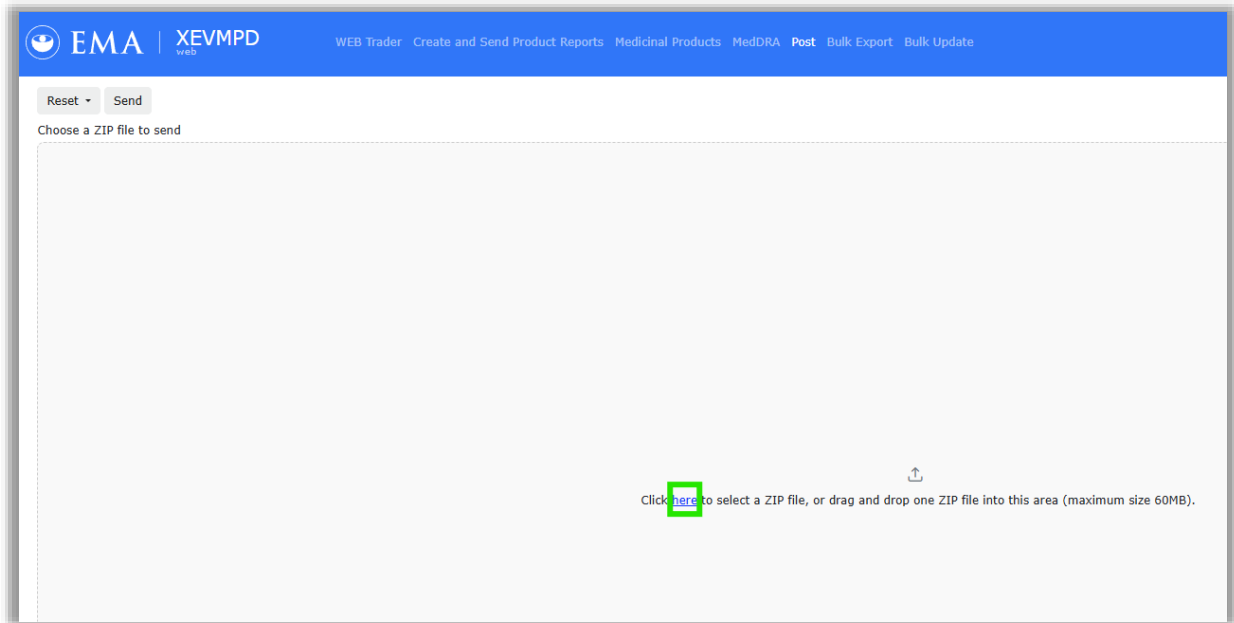 EMA | XEVMPD
web
WEB Trader Create and Send Product Reports Medicinal Products MedDRA Post Bulk Export Bulk Update
Reset Send
Choose a ZIP file to send
Click here to select a ZIP file, or drag and drop one ZIP file into this area (maximum size 60MB).